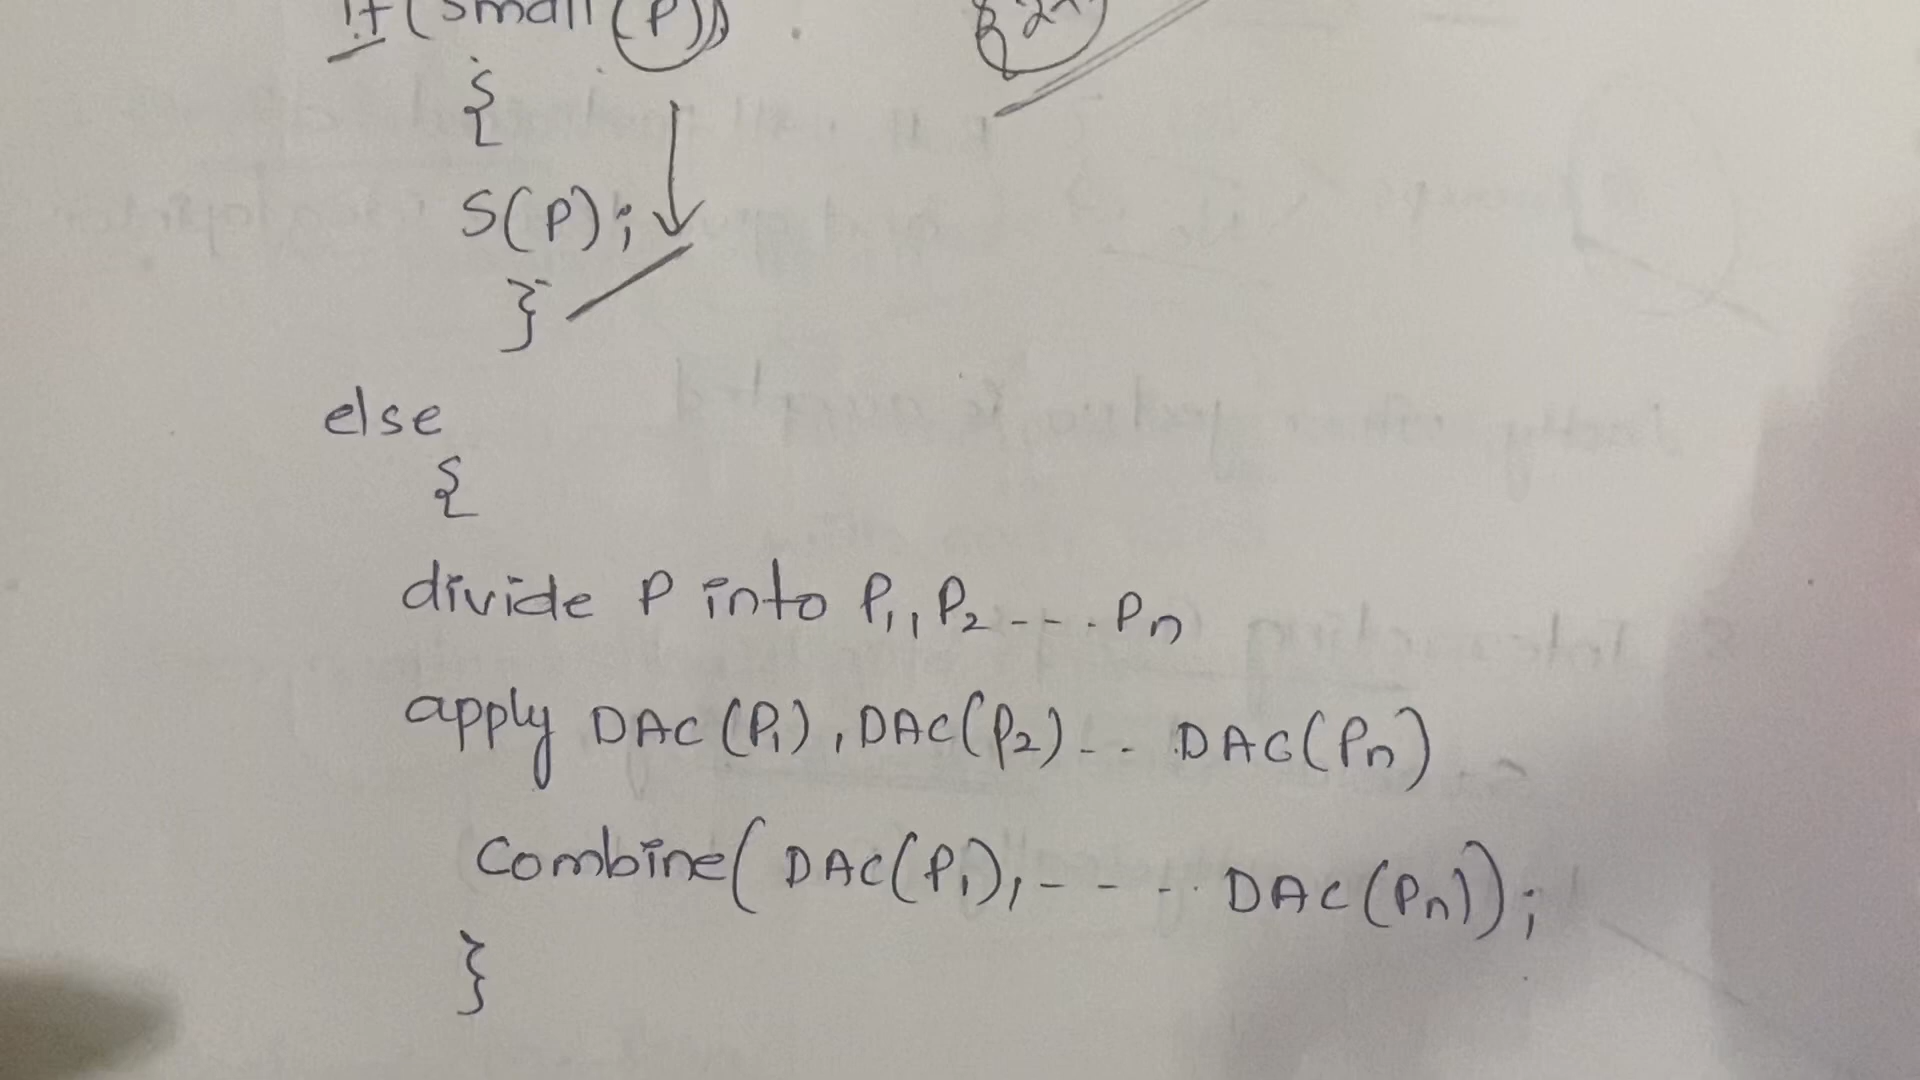 if (small (P))
{
S(P);
}
else
{
divide P into P1, P2 --- . Pn
apply DAC (P1), DAC(P2) - .. DAC(Pn)
Combine( DAC(P1), - - - . DAC(Pn));
}